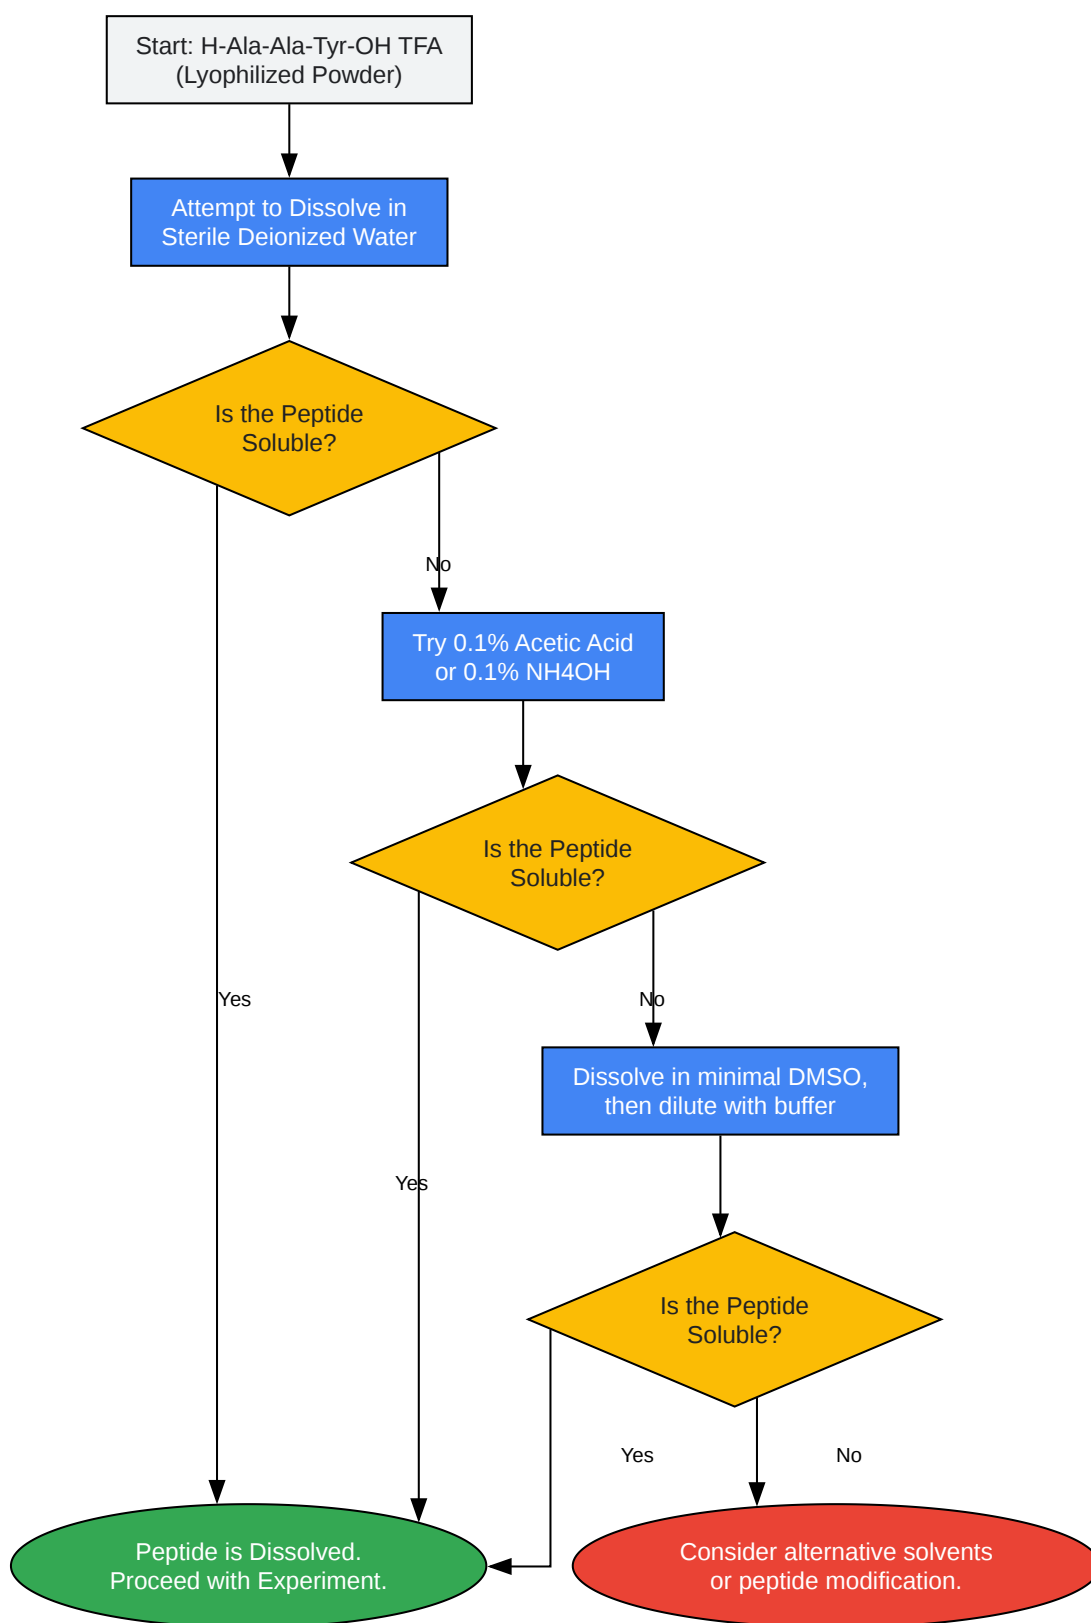 Start: H-Ala-Ala-Tyr-OH TFA
(Lyophilized Powder)
Attempt to Dissolve in
Sterile Deionized Water
Is the Peptide
Soluble?
No
Try 0.1% Acetic Acid
or 0.1% NH4OH
Is the Peptide
Soluble?
Yes
No
Dissolve in minimal DMSO,
then dilute with buffer
Yes
Is the Peptide
Soluble?
Yes
No
Peptide is Dissolved.
Proceed with Experiment.
Consider alternative solvents
or peptide modification.